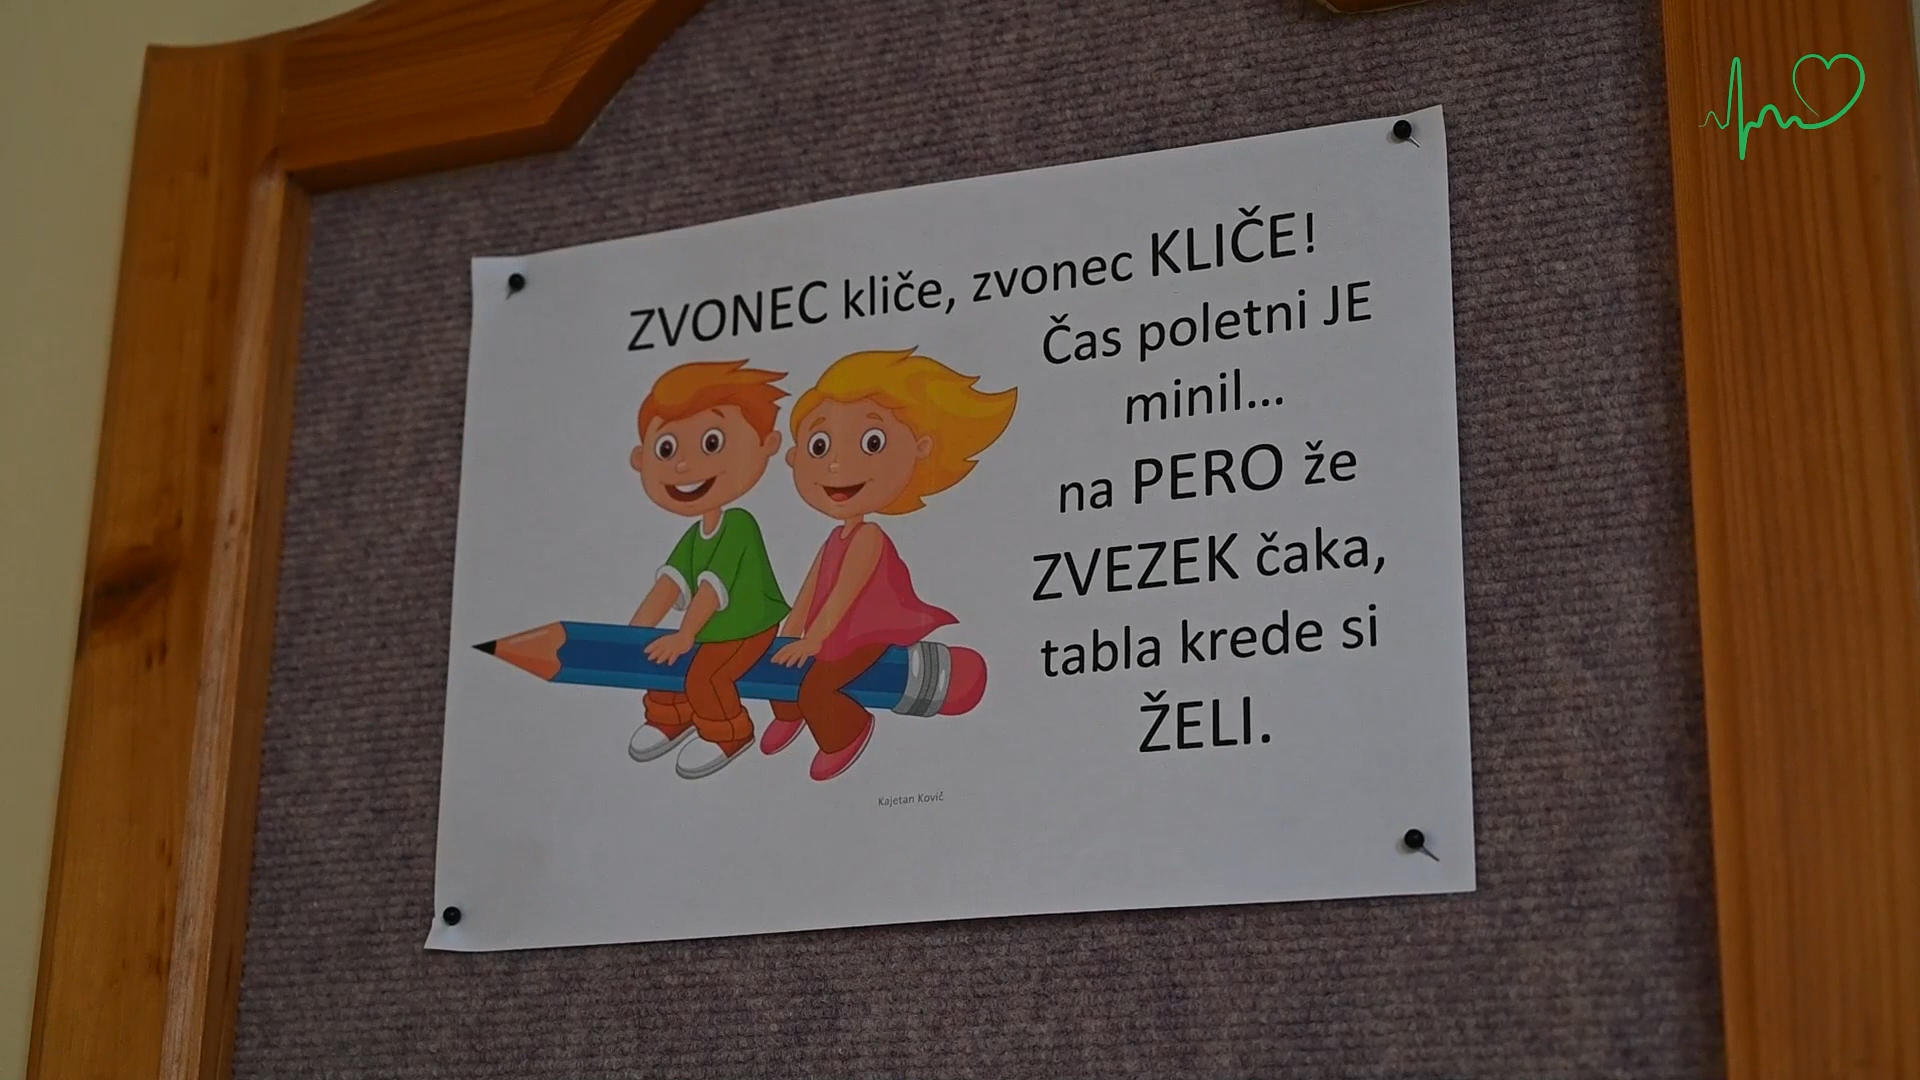 ZVONEC kliče, zvonec KLIČE!
Čas poletni JE
minil...
na PERO že
ZVEZEK čaka,
tabla krede si
ŽELI.
Kajetan Kovič